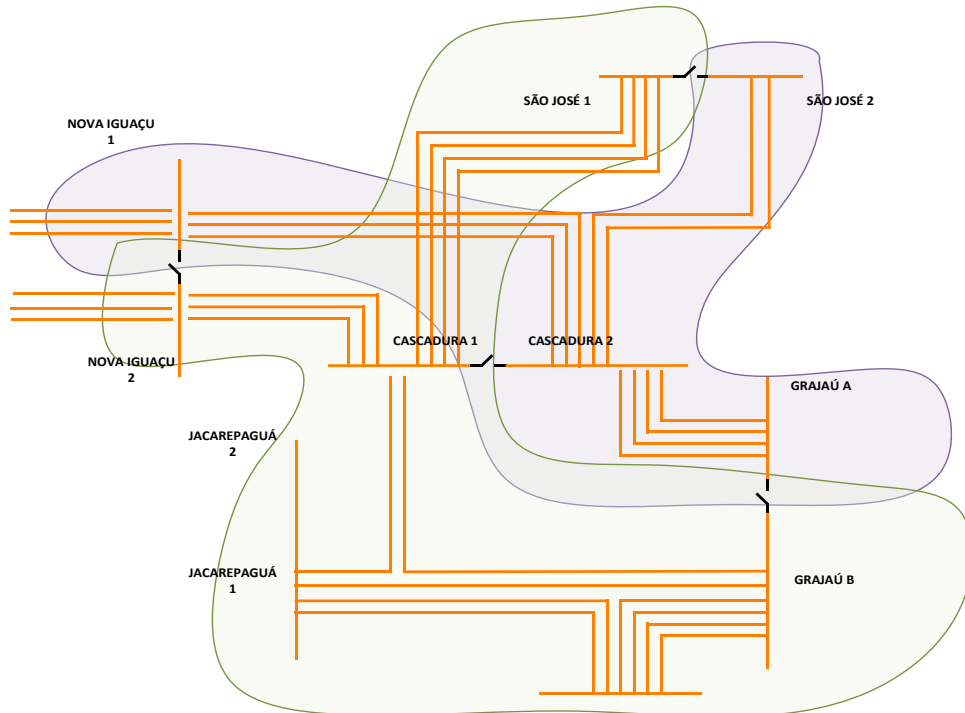 SÃO JOSÉ 1
SÃO JOSÉ 2
NOVA IGUAÇU
1
CASCADURA 1
CASCADURA 2
NOVA IGUAÇU
2
GRAJAÚ A
JACAREPAGUÁ
2
JACAREPAGUÁ
1
GRAJAÚ B